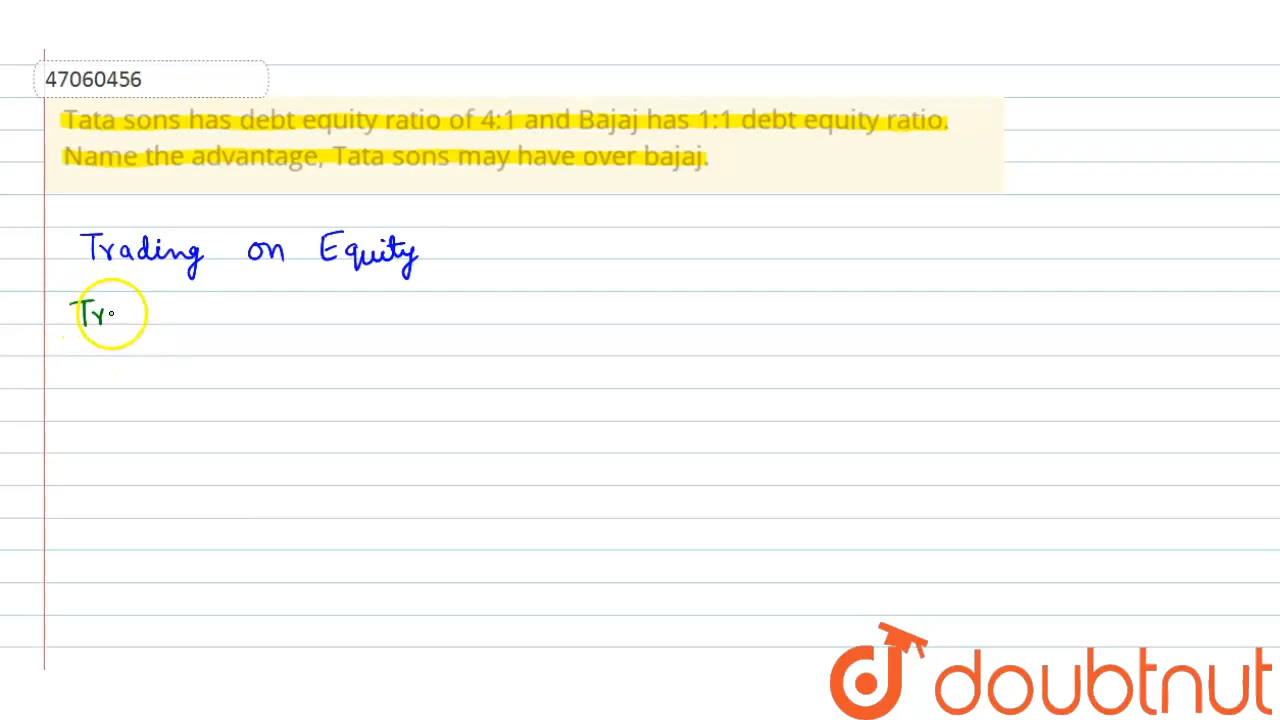 47060456
Tata sons has debt equity ratio of 4:1 and Bajaj has 1:1 debt equity ratio.
Name the advantage, Tata sons may have over bajaj.
Trading on Equity
Tr
doubtnut